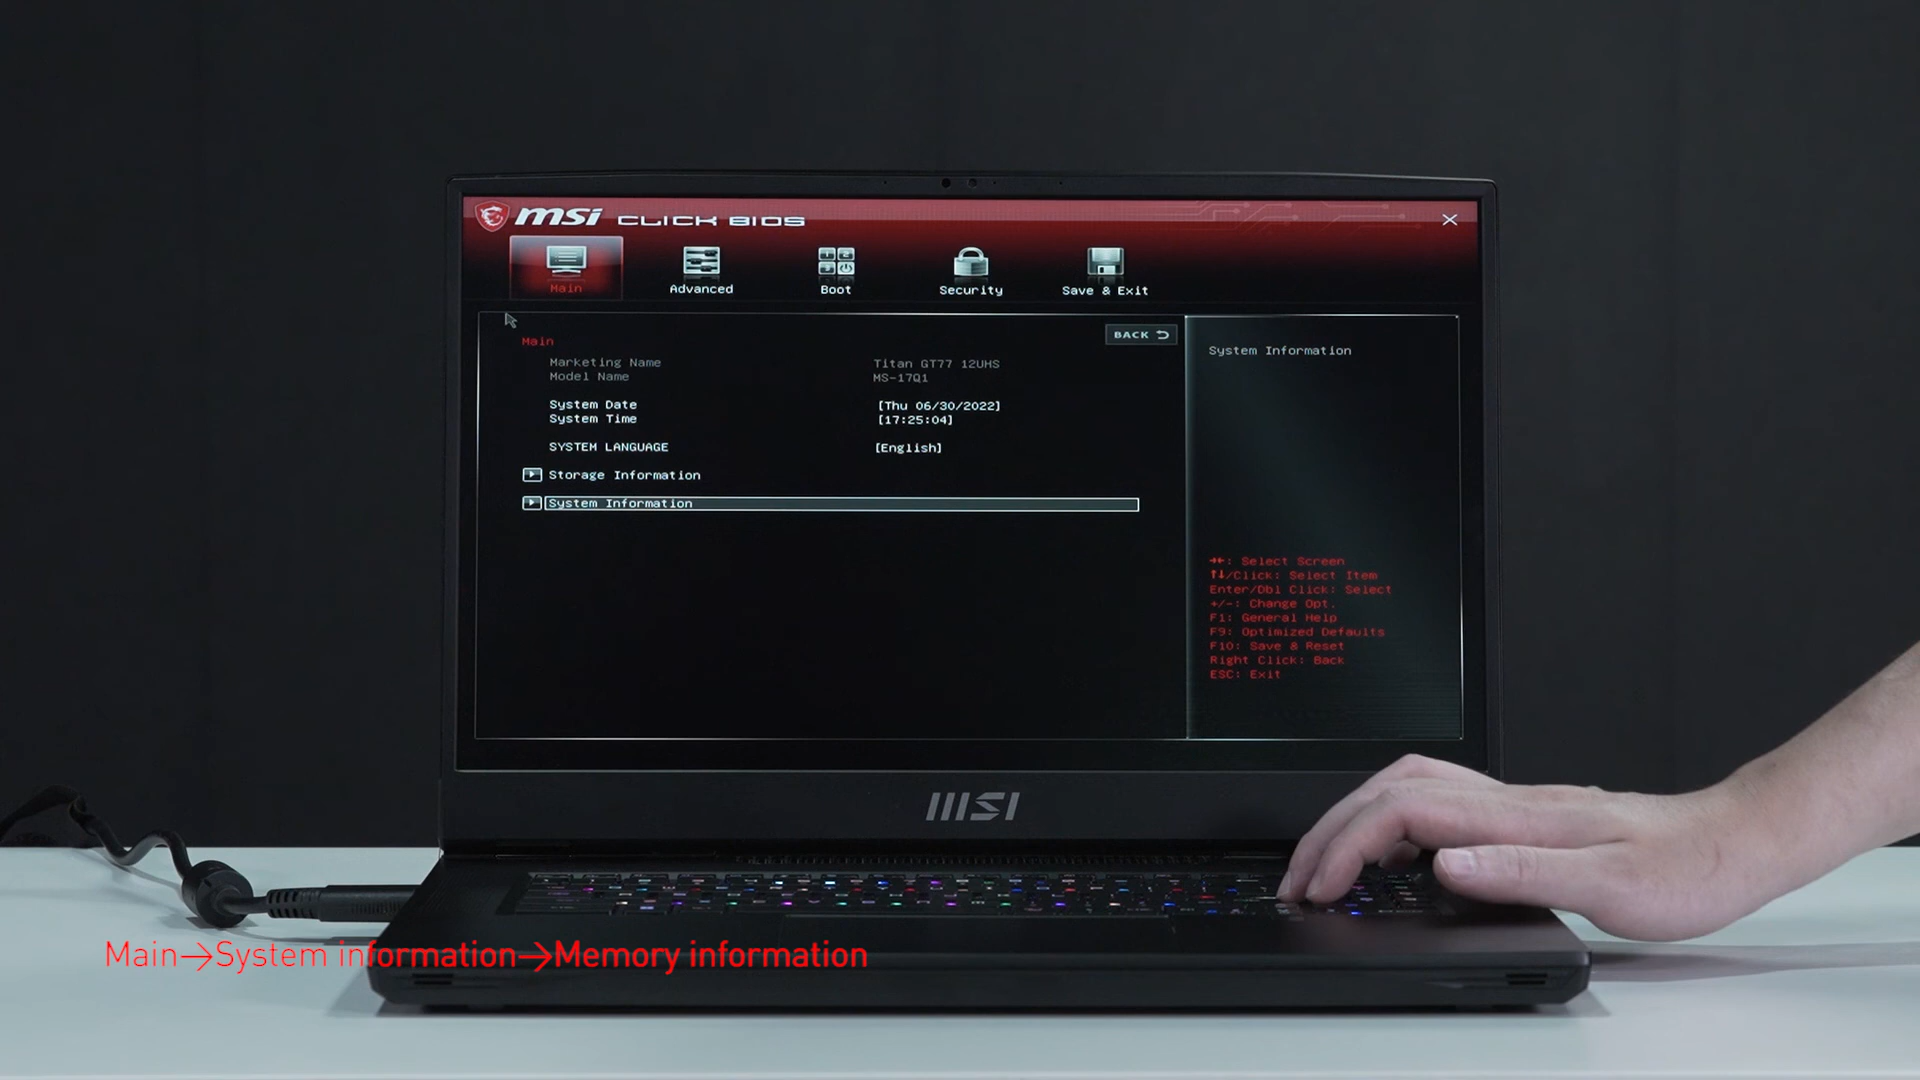 msi CLICK BIOS
Main
Advanced
Boot
Security
Save & Exit
BACK
Main
Marketing Name Titan GT77 12UHS
Model Name MS-17Q1
System Date [Thu 06/30/2022]
System Time [17:25:04]
SYSTEM LANGUAGE [English]
Storage Information
System Information
System Information
→←: Select Screen
↑↓/Click: Select Item
Enter/Dbl Click: Select
+/-: Change Opt.
F1: General Help
F9: Optimized Defaults
F10: Save & Reset
Right Click: Back
ESC: Exit
msi
Main→System information→Memory information